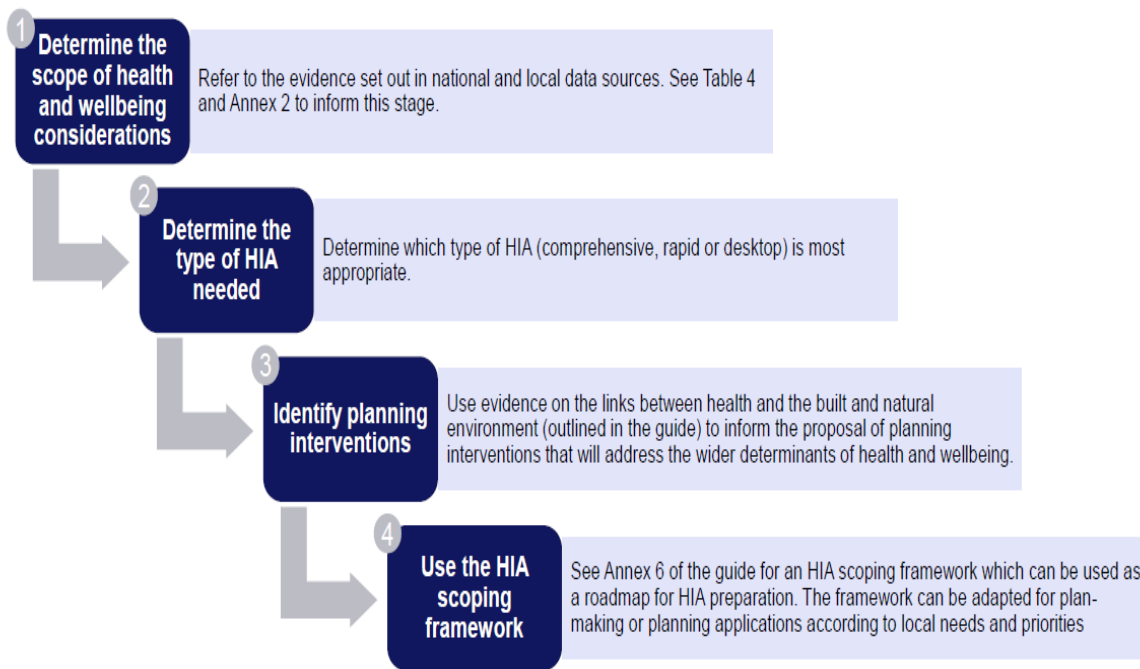 1
Determine the
scope of health
and wellbeing
considerations
Refer to the evidence set out in national and local data sources. See Table 4
and Annex 2 to inform this stage.
2
Determine the
type of HIA
needed
Determine which type of HIA (comprehensive, rapid or desktop) is most
appropriate.
3
Identify planning
interventions
Use evidence on the links between health and the built and natural
environment (outlined in the guide) to inform the proposal of planning
interventions that will address the wider determinants of health and wellbeing.
4
Use the HIA
scoping
framework
See Annex 6 of the guide for an HIA scoping framework which can be used as
a roadmap for HIA preparation. The framework can be adapted for plan-
making or planning applications according to local needs and priorities